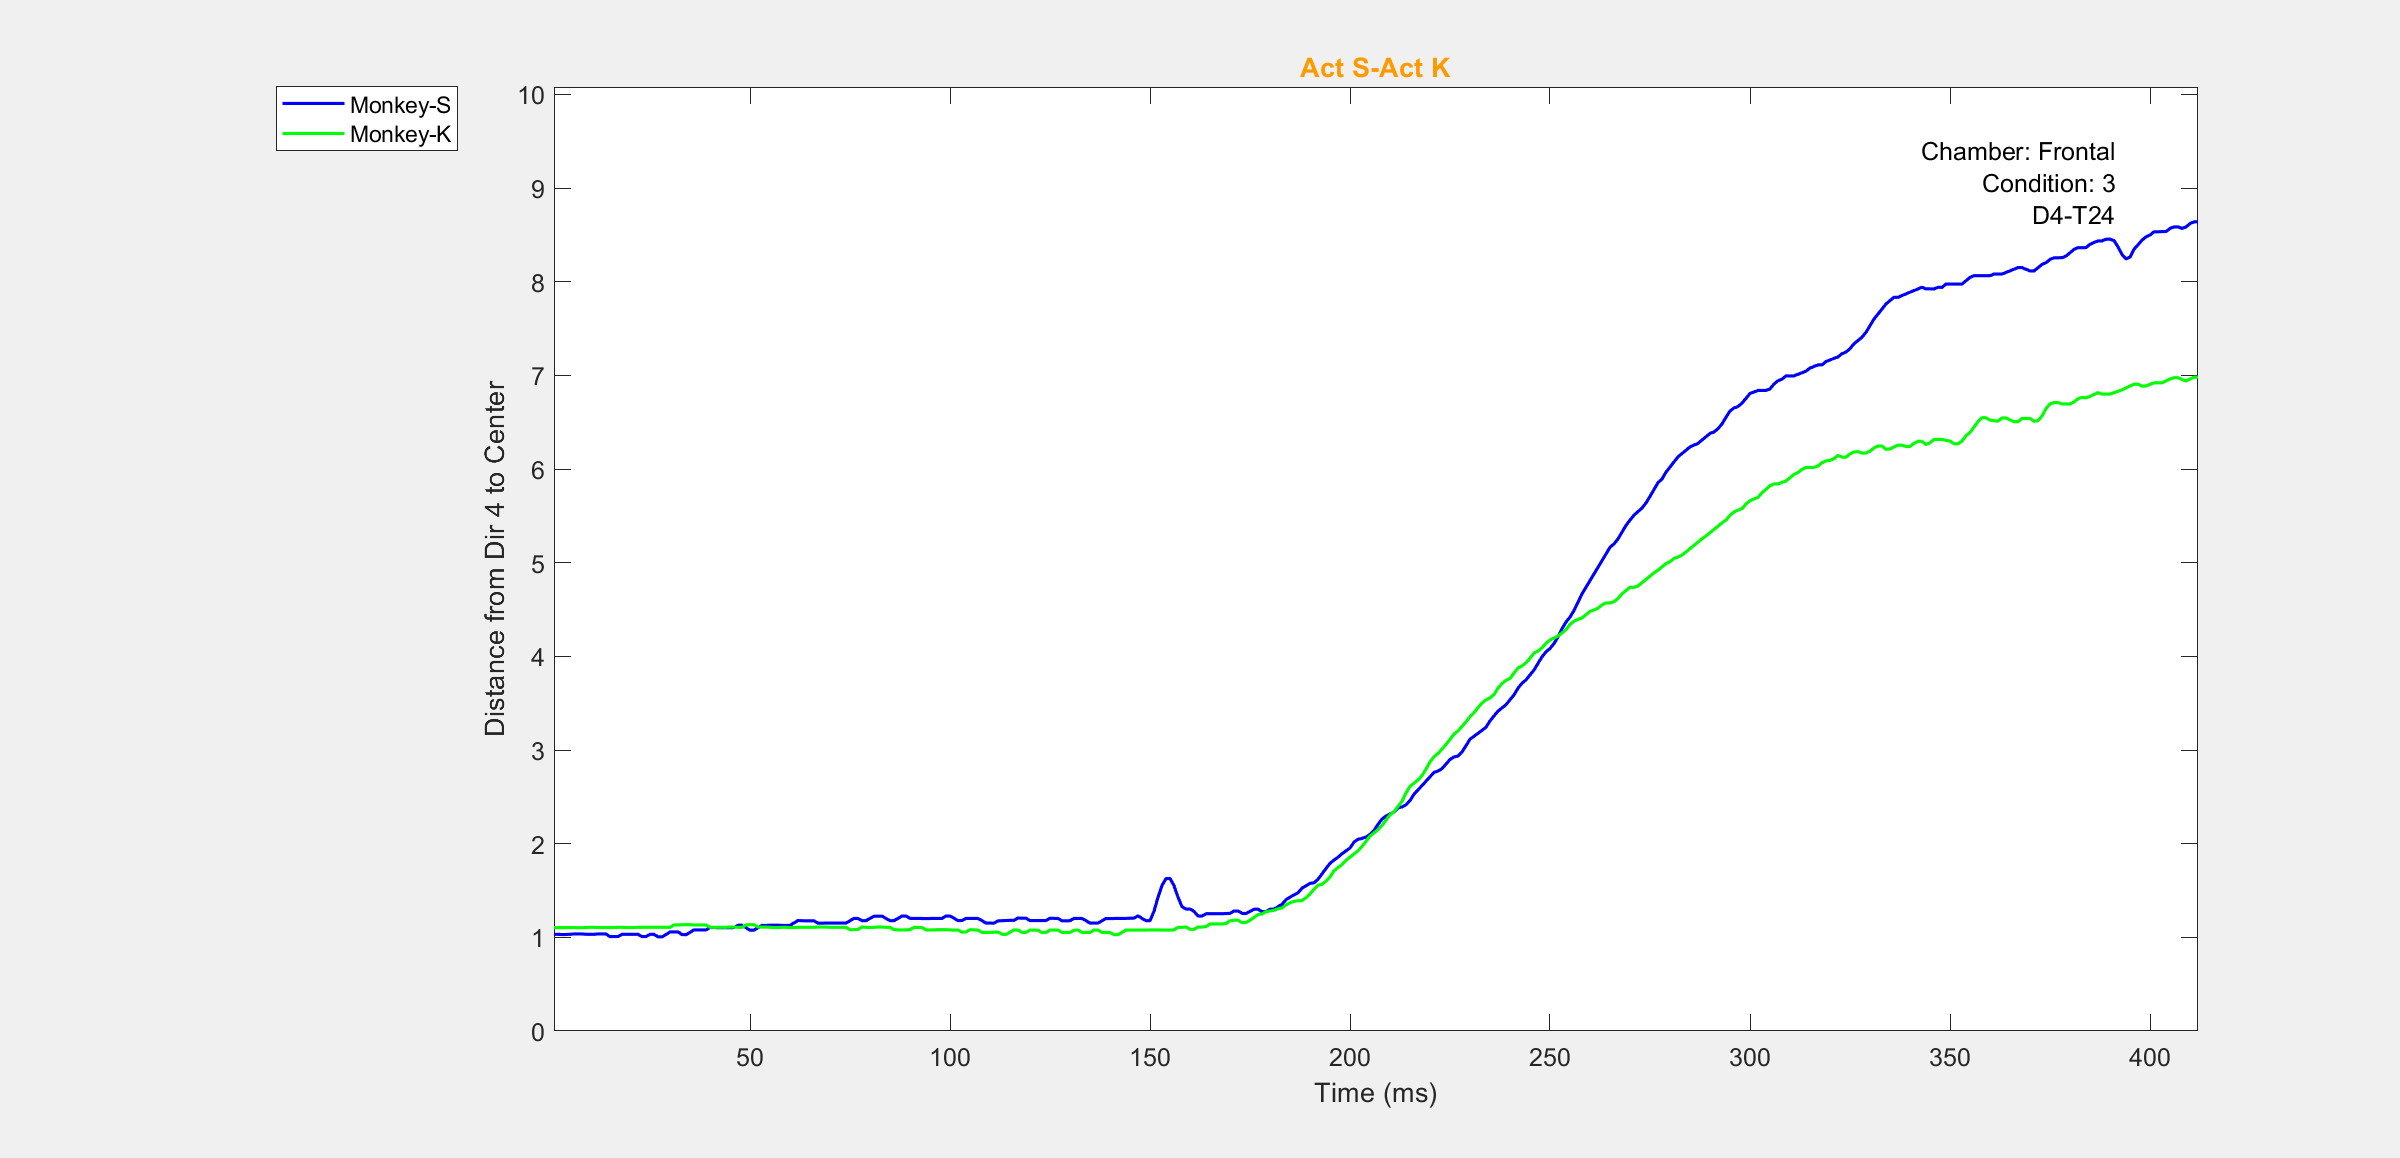 Act S-Act K
Monkey-S
Monkey-K
Chamber: Frontal
Condition: 3
D4-T24
Distance from Dir 4 to Center
10
9
8
7
6
5
4
3
2
1
0
50 100 150 200 250 300 350 400
Time (ms)